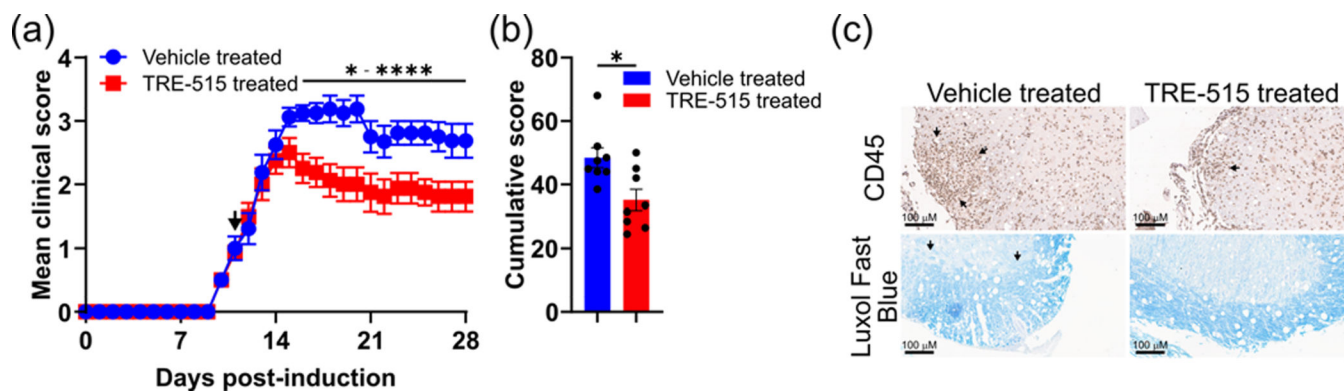 (a)
Mean clinical score
4
3
2
1
0
Vehicle treated
TRE-515 treated
* - ****
0 7 14 21 28
Days post-induction
(b)
Cumulative score
80
60
40
20
0
*
Vehicle treated
TRE-515 treated
(c)
Vehicle treated TRE-515 treated
CD45
100 μM 100 μM
Luxol Fast
Blue
100 μM 100 μM